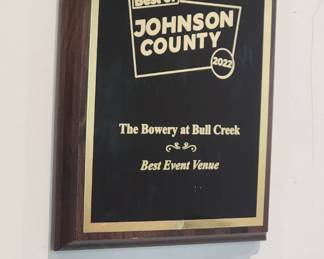 Best of
JOHNSON
COUNTY
2022
The Bowery at Bull Creek
Best Event Venue